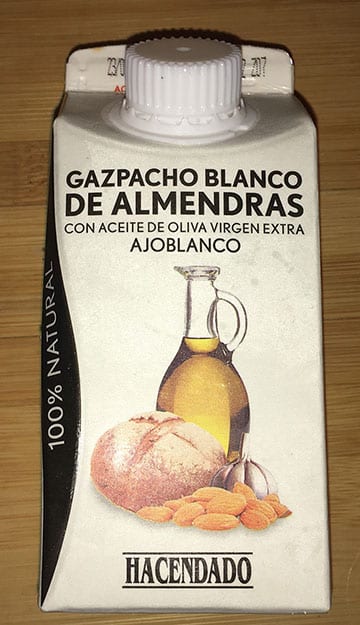 GAZPACHO BLANCO
DE ALMENDRAS
CON ACEITE DE OLIVA VIRGEN EXTRA
AJOBLANCO
100% NATURAL
HACENDADO